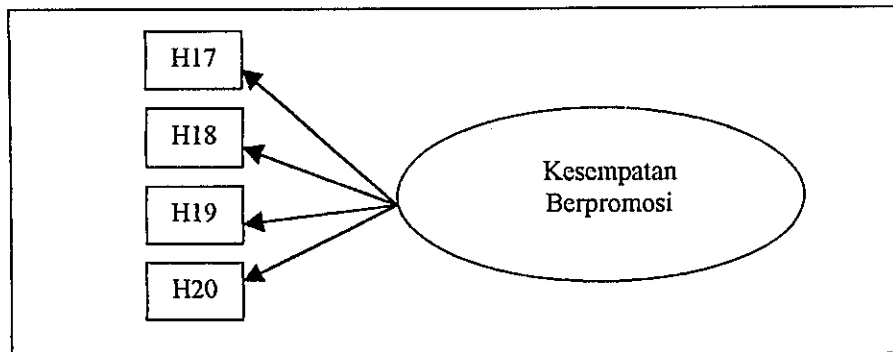 H17
H18
H19
H20
Kesempatan
Berpromosi